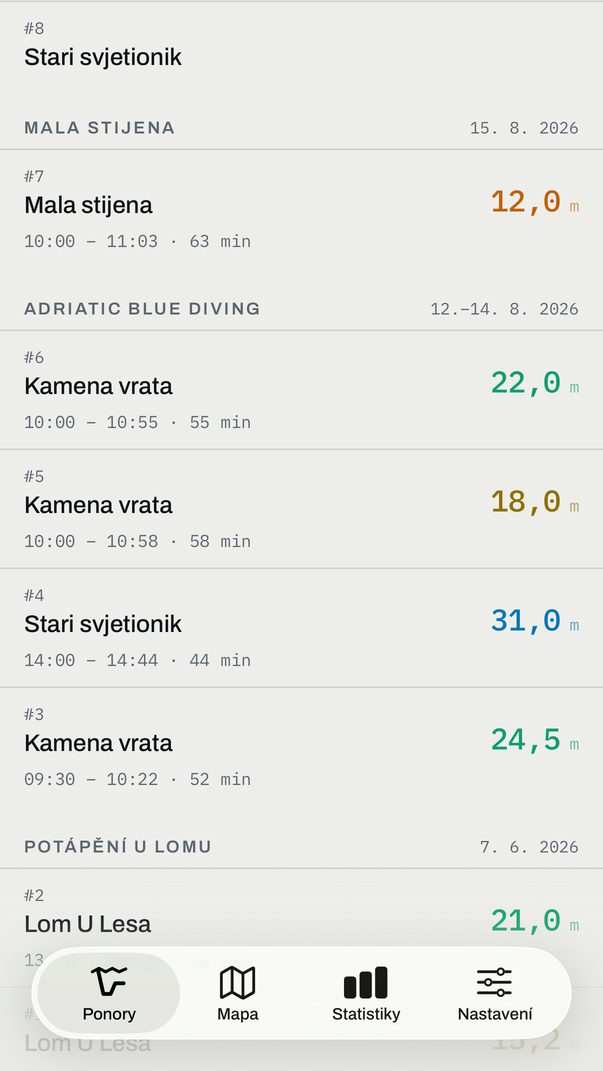 #8
Stari svjetionik
MALA STIJENA 15. 8. 2026
#7
Mala stijena 12,0 m
10:00 – 11:03 · 63 min
ADRIATIC BLUE DIVING 12.–14. 8. 2026
#6
Kamena vrata 22,0 m
10:00 – 10:55 · 55 min
#5
Kamena vrata 18,0 m
10:00 – 10:58 · 58 min
#4
Stari svjetionik 31,0 m
14:00 – 14:44 · 44 min
#3
Kamena vrata 24,5 m
09:30 – 10:22 · 52 min
POTÁPĚNÍ U LOMU 7. 6. 2026
#2
Lom U Lesa 21,0 m
13
Ponory Mapa Statistiky Nastavení
Lom U Lesa 15,2 m